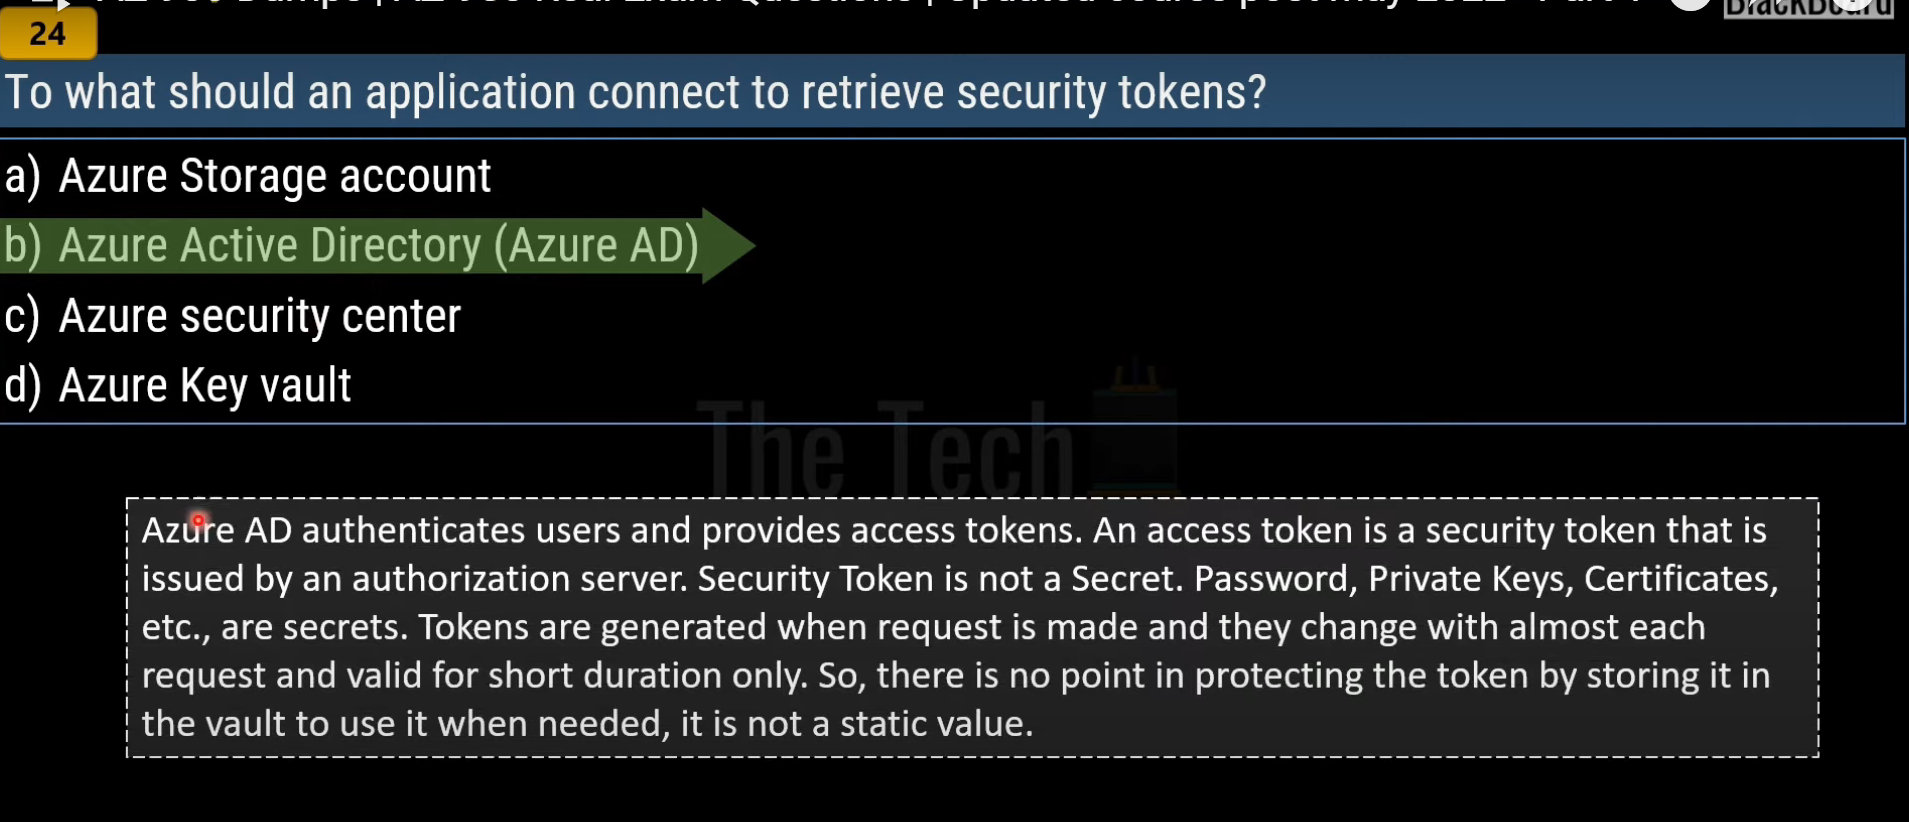 24
To what should an application connect to retrieve security tokens?
a) Azure Storage account
b) Azure Active Directory (Azure AD)
c) Azure security center
d) Azure Key vault
The Tech
Azure AD authenticates users and provides access tokens. An access token is a security token that is
issued by an authorization server. Security Token is not a Secret. Password, Private Keys, Certificates,
etc., are secrets. Tokens are generated when request is made and they change with almost each
request and valid for short duration only. So, there is no point in protecting the token by storing it in
the vault to use it when needed, it is not a static value.